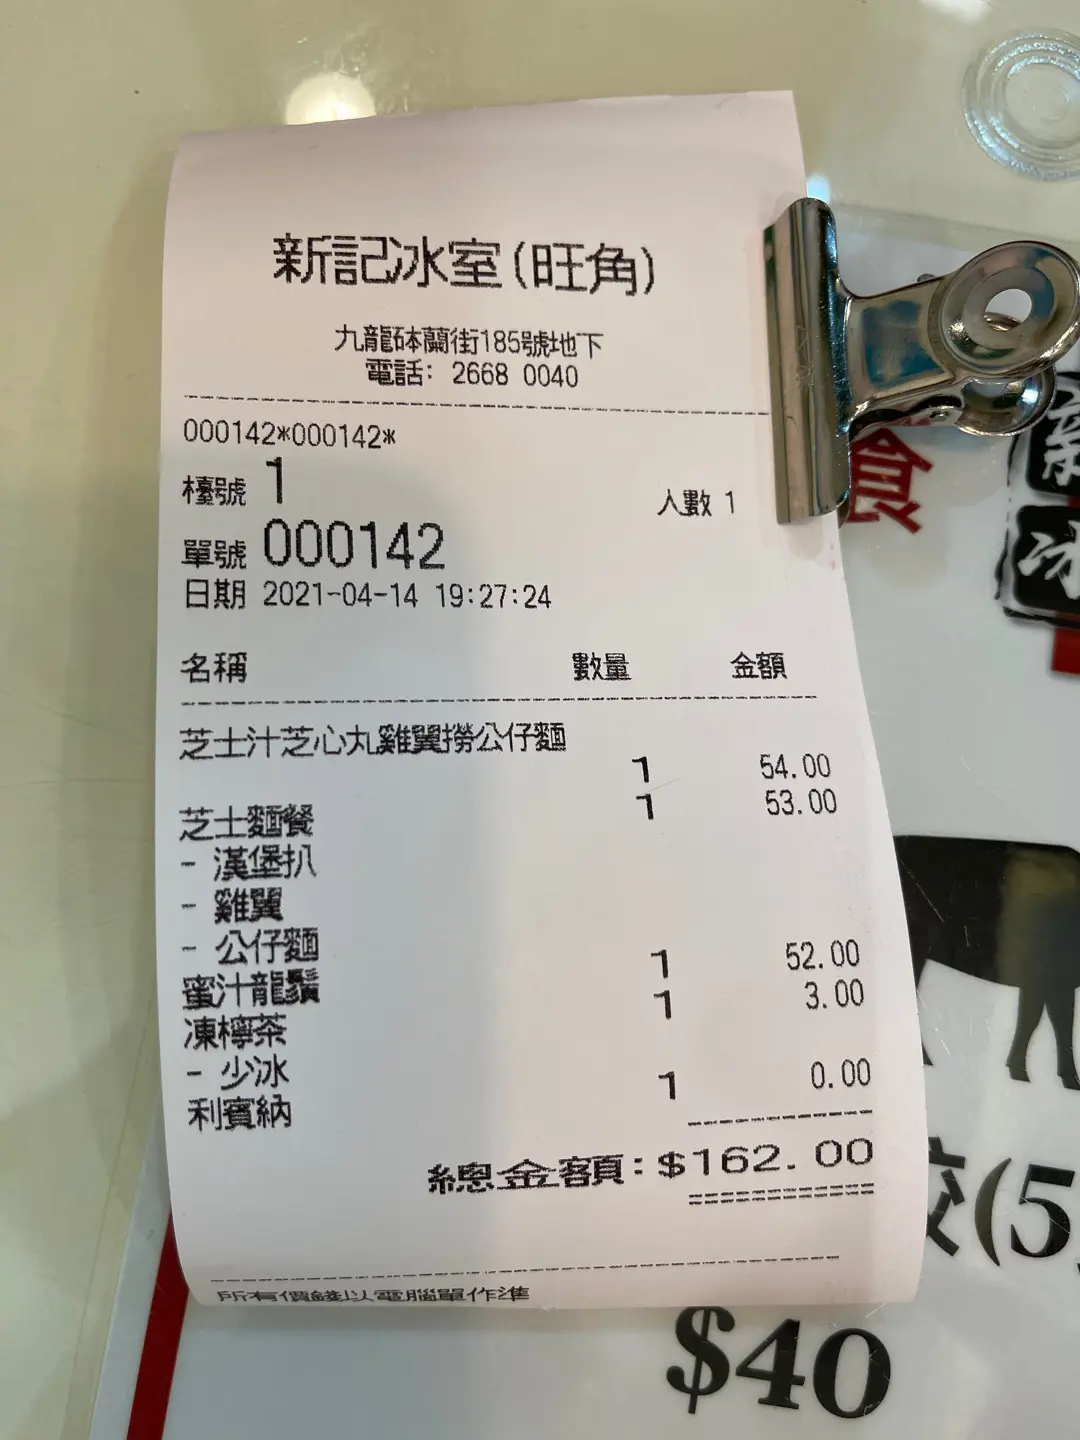 新記冰室(旺角)
九龍砵蘭街185號地下
電話: 2668 0040
000142*000142*
檯號 1 人數 1
單號 000142
日期 2021-04-14 19:27:24
名稱 數量 金額
芝士汁芝心丸雞翼撈公仔麵
1 54.00
芝士麵餐 1 53.00
- 漢堡扒
- 雞翼
- 公仔麵
蜜汁龍鬚 1 52.00
凍檸茶 1 3.00
- 少冰
利賓納 1 0.00
總金額:$162.00
所有價錢以電腦單作準
食
新
冰
(5
$40